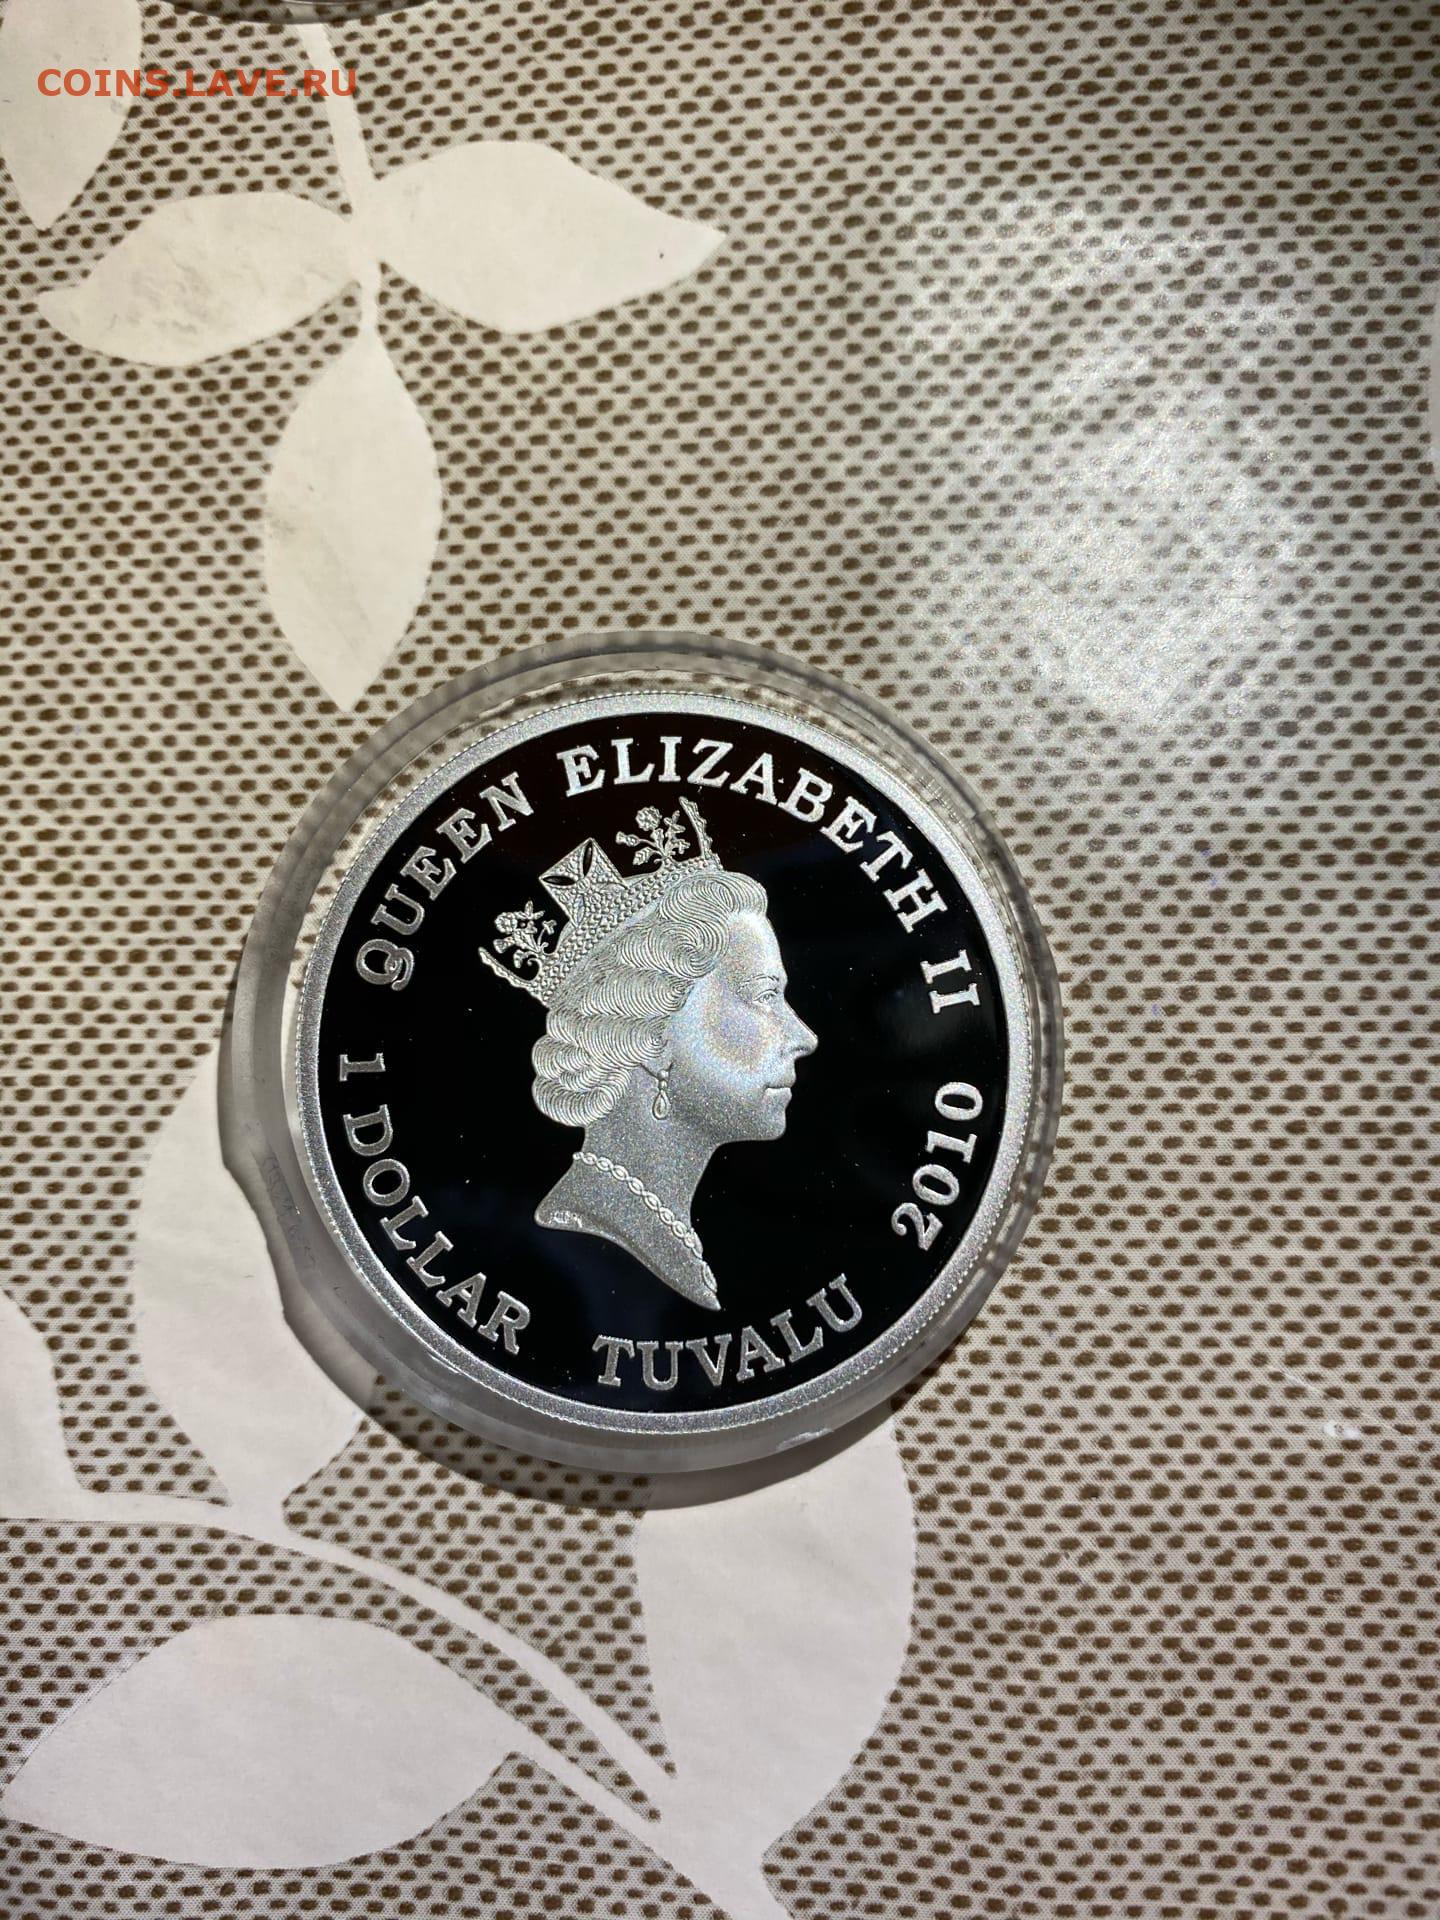 COINS.LAVE.RU
QUEEN ELIZABETH II
1 DOLLAR TUVALU 2010